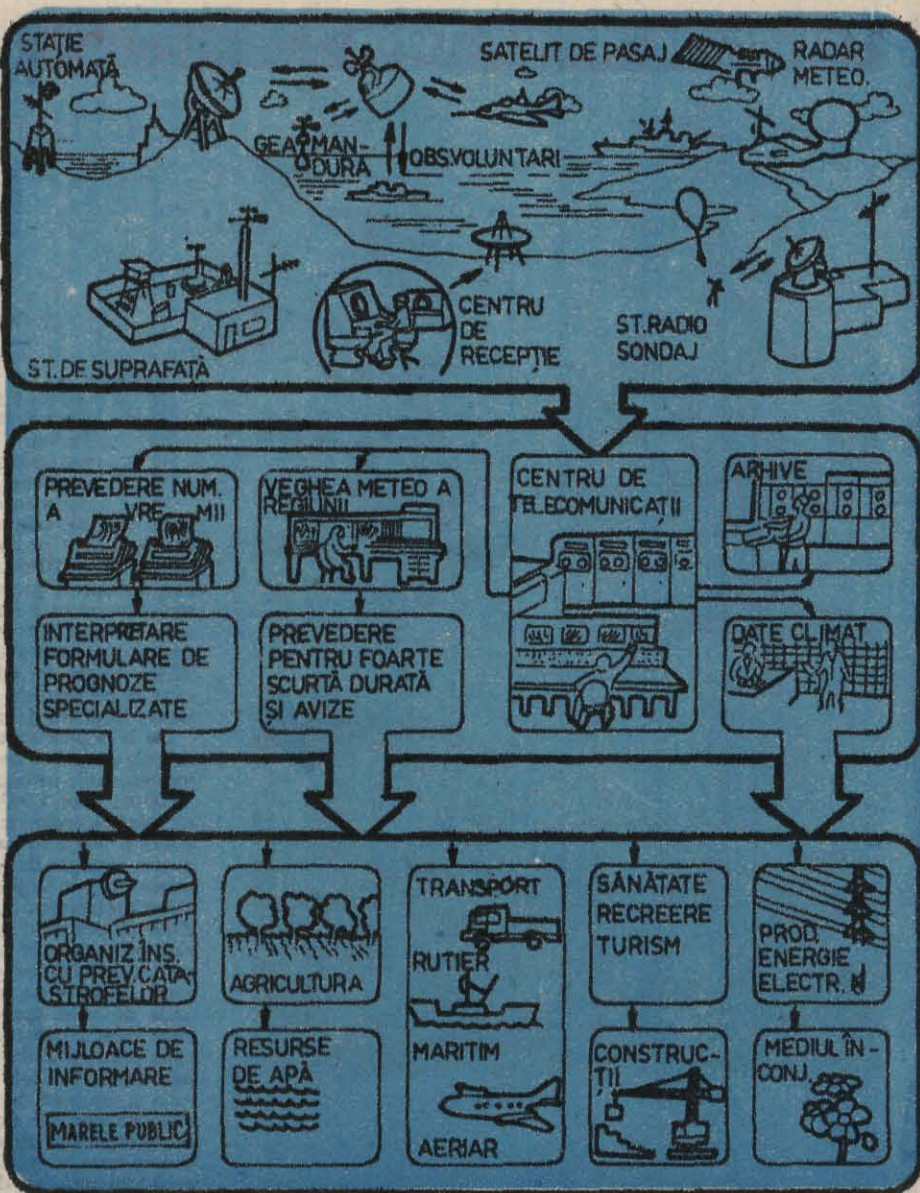 STAȚIE
AUTOMATĂ
SATELIT DE PASAJ
RADAR
METEO.
GEAMAN-
DURA
OBSVOLUNTARI
CENTRU
DE
RECEPȚIE
ST.RADIO
SONDAJ
ST.DE SUPRAFAȚĂ
PREVEDERE NUM.
A VREMII
VEGHEA METEO A
REGIUNII
CENTRU DE
TELECOMUNICAȚII
ARHIVE
INTERPRETARE
FORMULARE DE
PROGNOZE
SPECIALIZATE
PREVEDERE
PENTRU FOARTE
SCURTĂ DURATĂ
ȘI AVIZE
DATE CLIMAT
ORGANIZ.ÎNS.
CU PREV.CATA-
STROFELOR
AGRICULTURA
TRANSPORT
RUTIER
MARITIM
AERIAR
SĂNĂTATE
RECREERE
TURISM
PROD.
ENERGIE
ELECTR.
MIJLOACE DE
INFORMARE
MARELE PUBLIC
RESURSE
DE APĂ
CONSTRUC-
ȚII
MEDIUL ÎN-
CONJ.